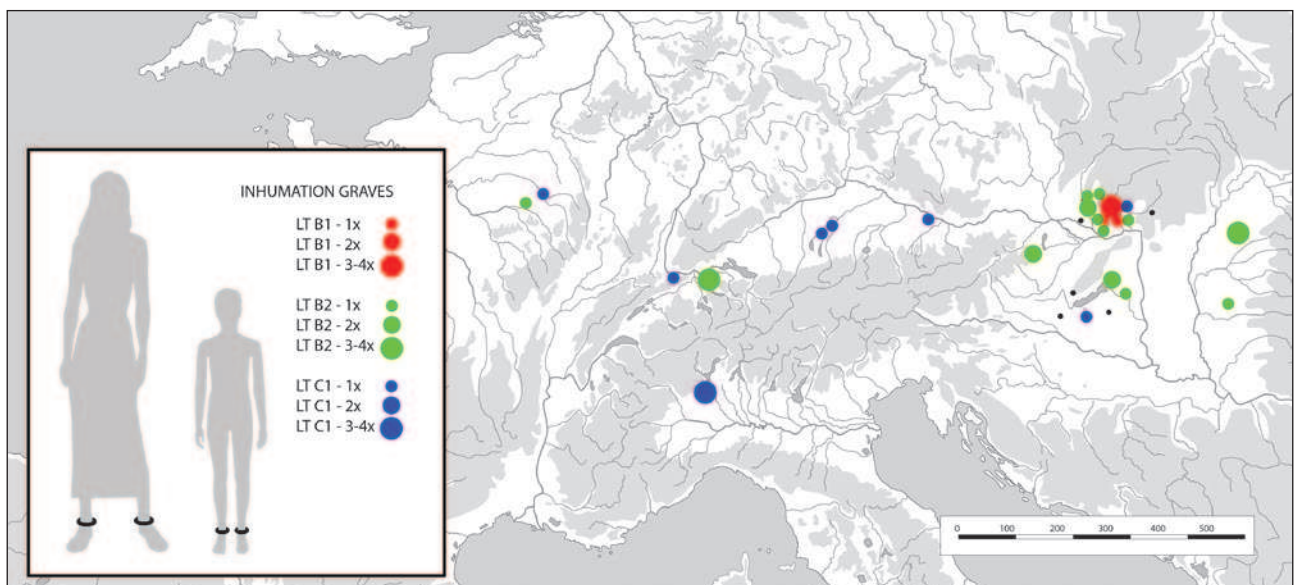 INHUMATION GRAVES
LT B1 - 1x
LT B1 - 2x
LT B1 - 3-4x
LT B2 - 1x
LT B2 - 2x
LT B2 - 3-4x
LT C1 - 1x
LT C1 - 2x
LT C1 - 3-4x
0 100 200 300 400 500